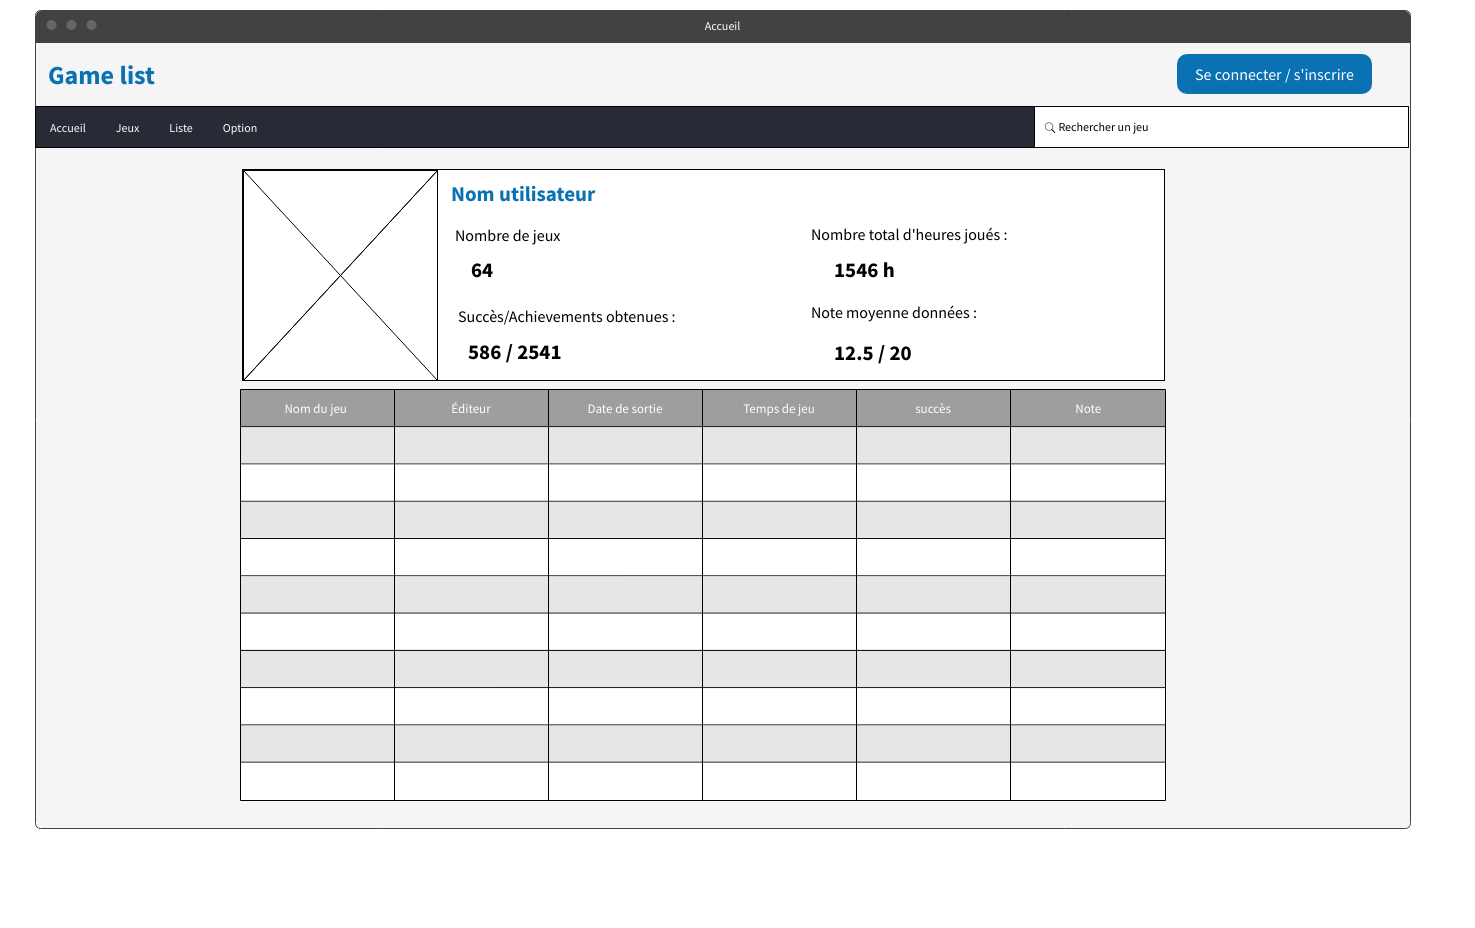 Accueil
Game list
Se connecter / s'inscrire
Accueil
Jeux
Liste
Option
Rechercher un jeu
Nom utilisateur
Nombre de jeux
64
Nombre total d'heures joués :
1546 h
Succès/Achievements obtenues :
586 / 2541
Note moyenne données :
12.5 / 20
Nom du jeu
Éditeur
Date de sortie
Temps de jeu
succès
Note